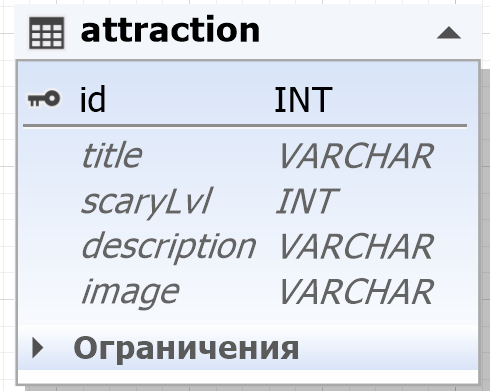 attraction
id INT
title VARCHAR
scaryLvl INT
description VARCHAR
image VARCHAR
Ограничения